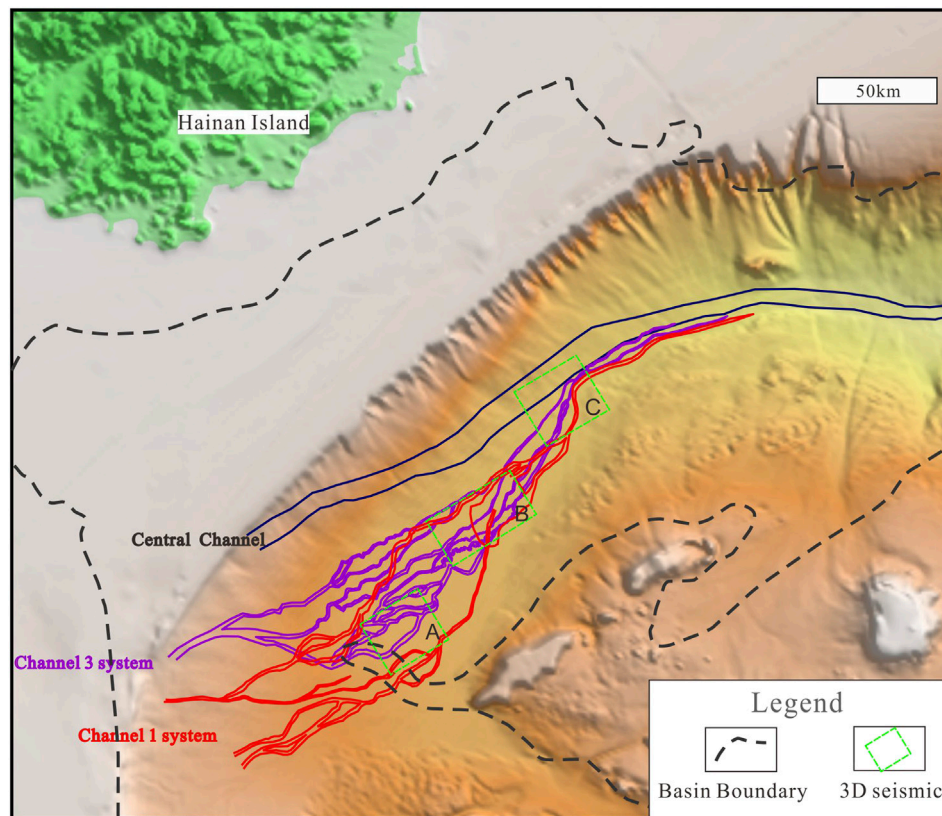 50km
Hainan Island
C
B
Central Channel
A
Channel 3 system
Channel 1 system
Legend
Basin Boundary
3D seismic